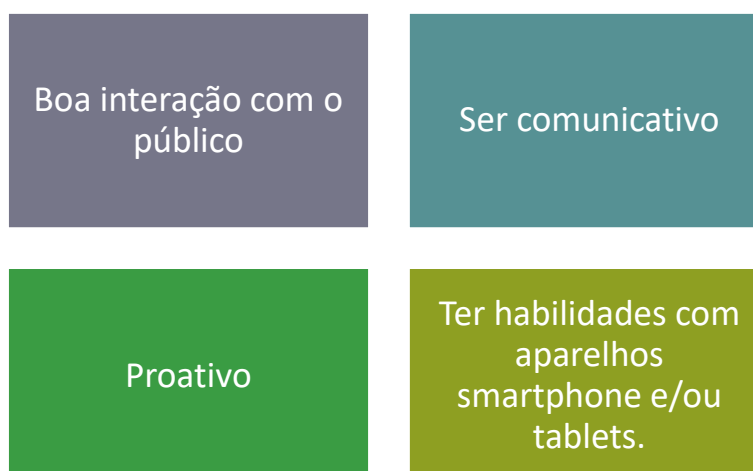 Boa interação com o
público
Ser comunicativo
Proativo
Ter habilidades com
aparelhos
smartphone e/ou
tablets.